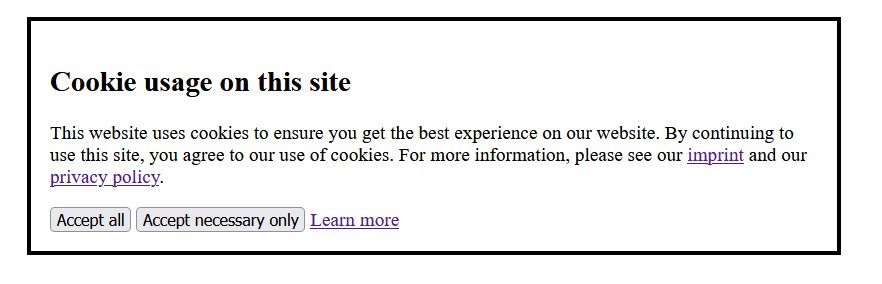 Cookie usage on this site
This website uses cookies to ensure you get the best experience on our website. By continuing to
use this site, you agree to our use of cookies. For more information, please see our imprint and our
privacy policy.
Accept all Accept necessary only Learn more